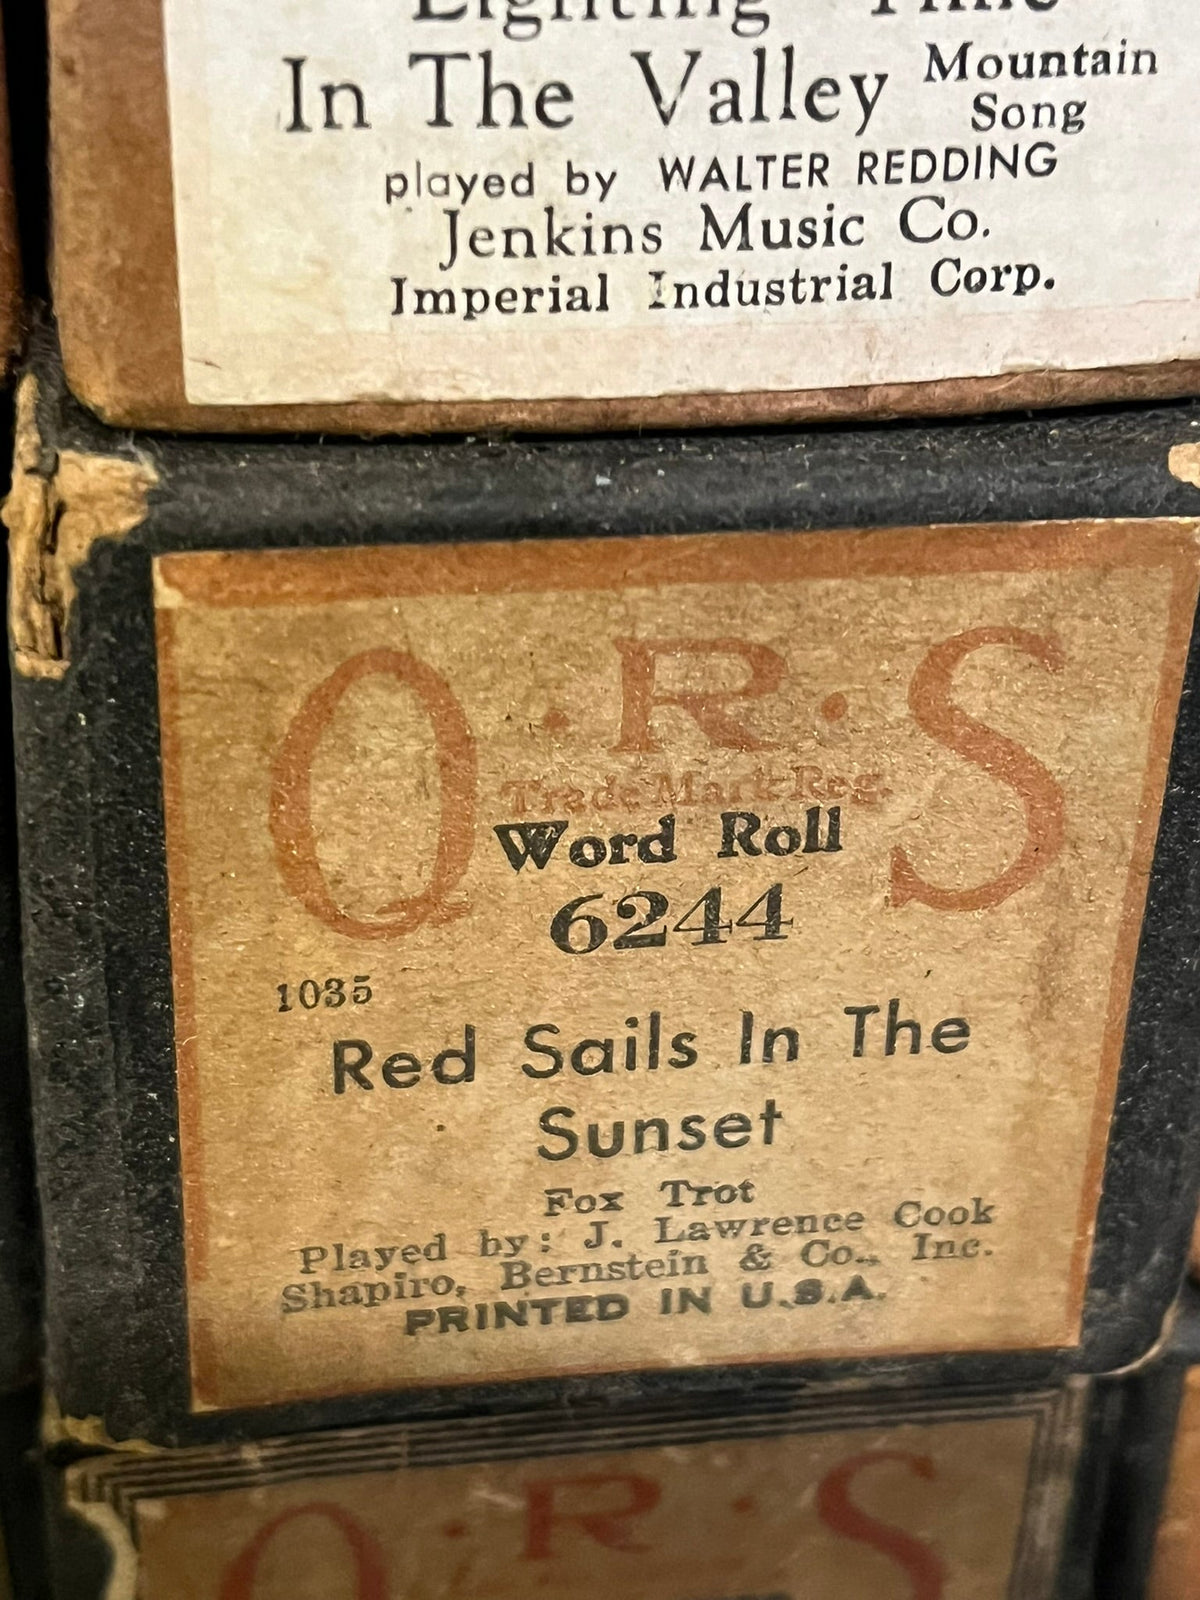 Lighting Time
In The Valley Mountain Song
played by WALTER REDDING
Jenkins Music Co.
Imperial Industrial Corp.
Q·R·S
Trade Mark Reg.
Word Roll
6244
1035
Red Sails In The
Sunset
Fox Trot
Played by: J. Lawrence Cook
Shapiro, Bernstein & Co., Inc.
PRINTED IN U.S.A.
Q·R·S